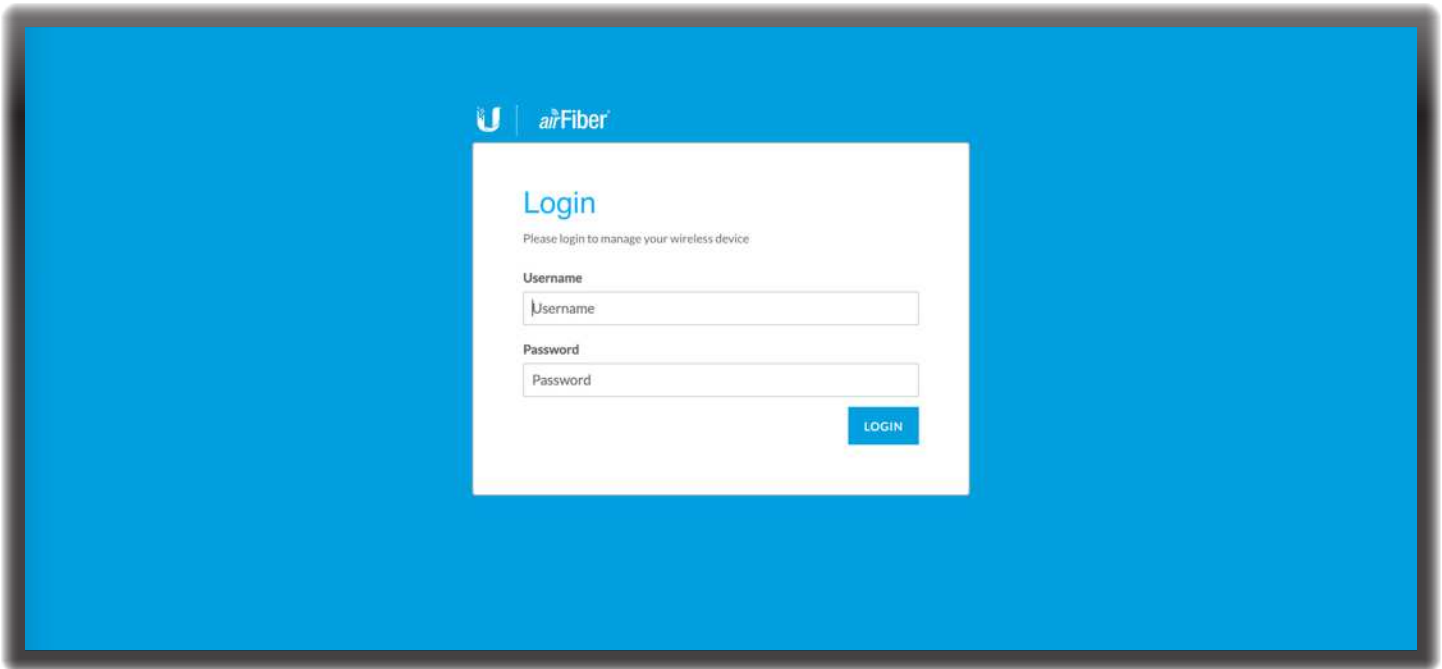 U airFiber®
Login
Please login to manage your wireless device
Username
Username
Password
Password
LOGIN